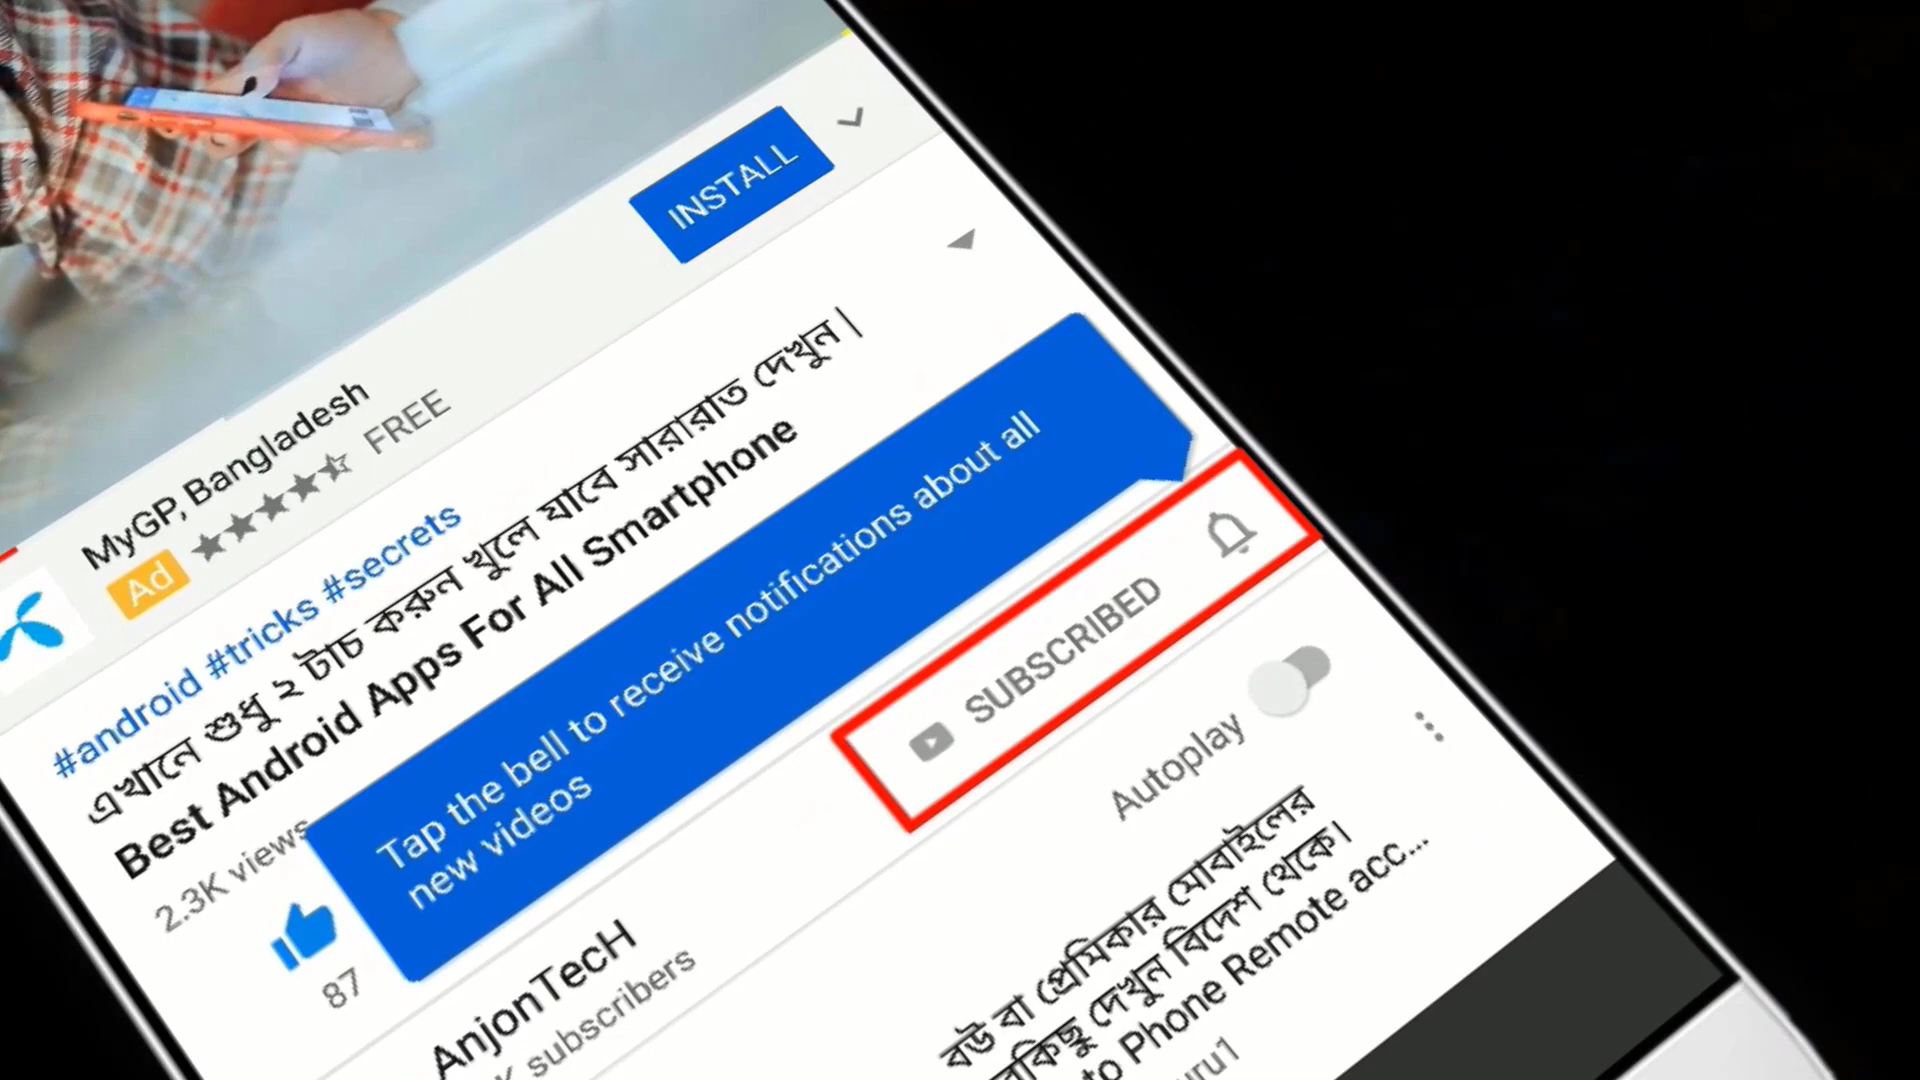 INSTALL
MyGP, Bangladesh
Ad
FREE
#android #tricks #secrets
এখানে শুধু ২ টাচ করুন খুলে যাবে সারারাত দেখুন |
Best Android Apps For All Smartphone
2.3K views
Tap the bell to receive notifications about all
new videos
87
AnjonTecH
K subscribers
SUBSCRIBED
Autoplay
বউ বা প্রেমিকার মোবাইলের
দেখুন বিদেশ থেকে।
to Phone Remote acc...